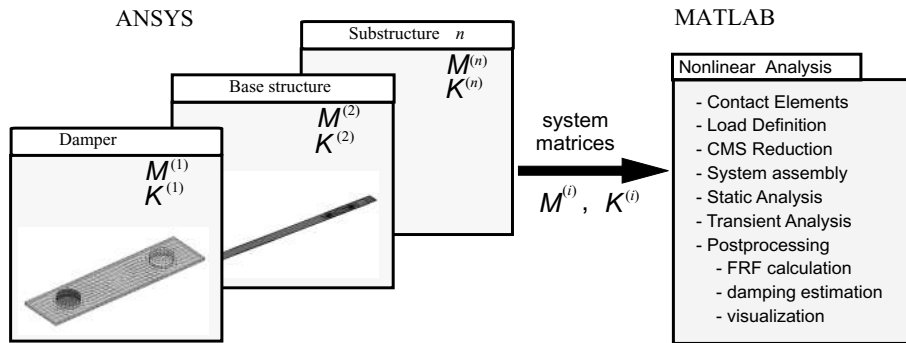 ANSYS
MATLAB
Substructure n
M^(n)
K^(n)
Base structure
M^(2)
K^(2)
Damper
M^(1)
K^(1)
system
matrices
M^(i) , K^(i)
Nonlinear Analysis
- Contact Elements
- Load Definition
- CMS Reduction
- System assembly
- Static Analysis
- Transient Analysis
- Postprocessing
- FRF calculation
- damping estimation
- visualization